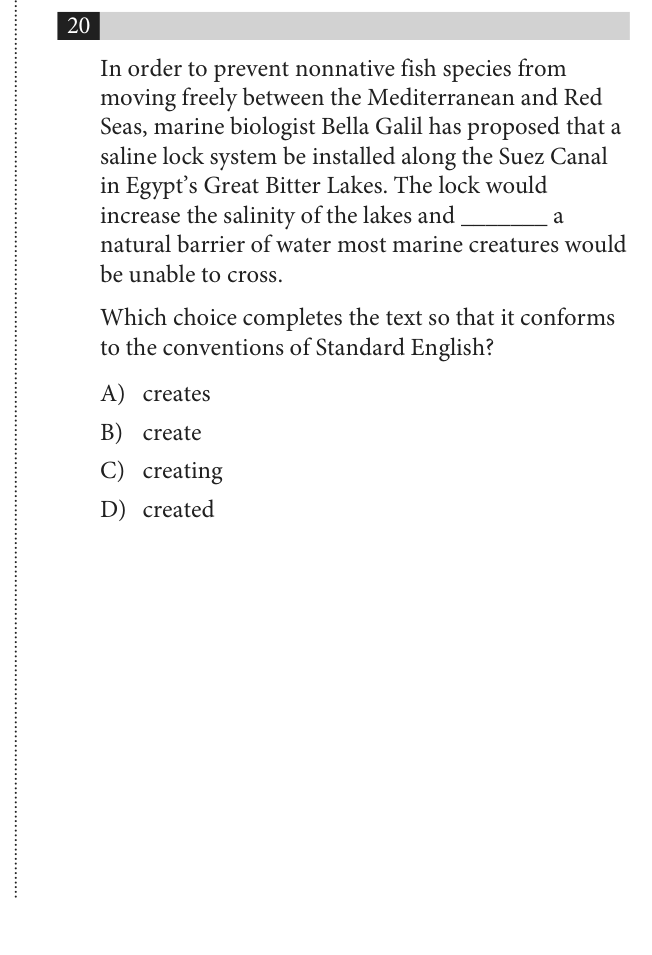 20
In order to prevent nonnative fish species from
moving freely between the Mediterranean and Red
Seas, marine biologist Bella Galil has proposed that a
saline lock system be installed along the Suez Canal
in Egypt’s Great Bitter Lakes. The lock would
increase the salinity of the lakes and _______ a
natural barrier of water most marine creatures would
be unable to cross.
Which choice completes the text so that it conforms
to the conventions of Standard English?
A) creates
B) create
C) creating
D) created